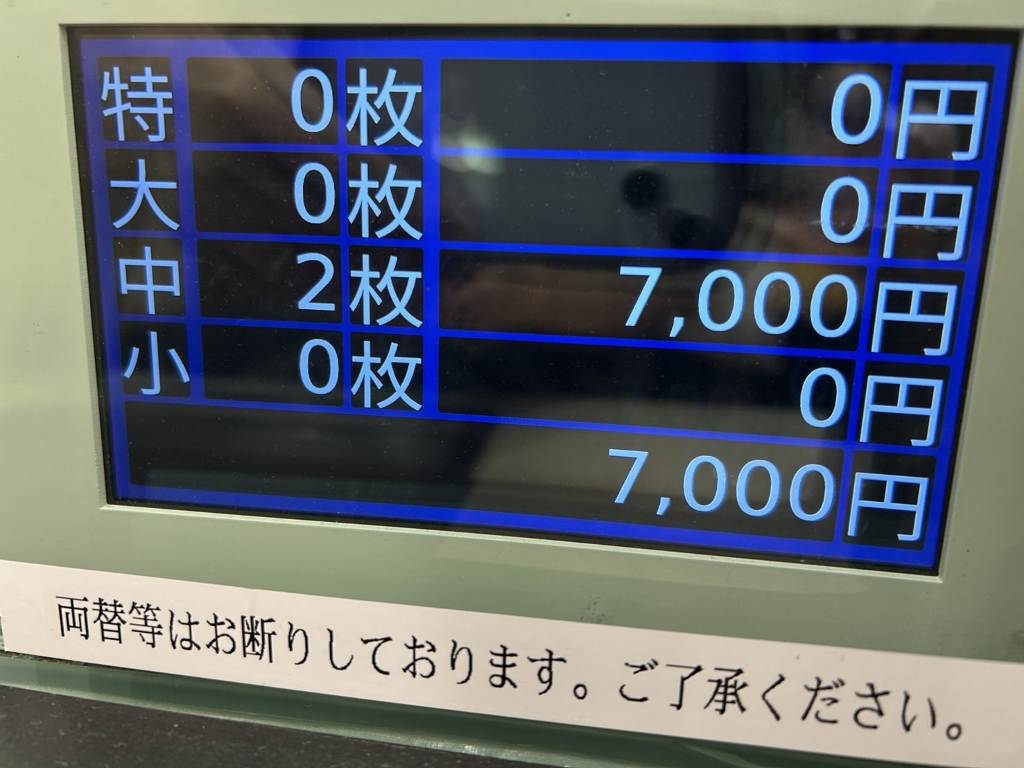 特 0枚 0円
大 0枚 0円
中 2枚 7,000円
小 0枚 0円
7,000円
両替等はお断りしております。ご了承ください。